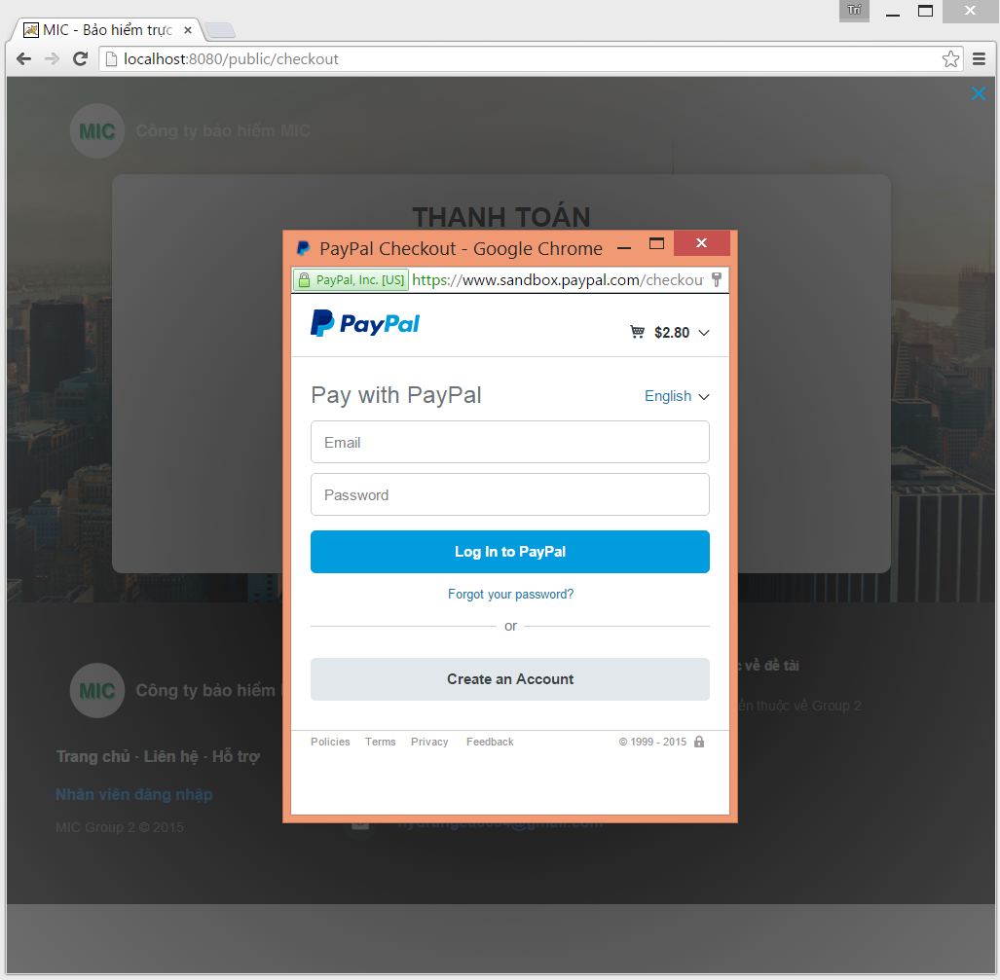 Trí
MIC - Bảo hiểm trực
localhost:8080/public/checkout
MIC Công ty bảo hiểm MIC
THANH TOÁN
PayPal Checkout - Google Chrome
PayPal, Inc. [US] https://www.sandbox.paypal.com/checkou
PayPal
$2.80
Pay with PayPal
English
Email
Password
Log In to PayPal
Forgot your password?
or
Create an Account
Policies Terms Privacy Feedback © 1999 - 2015
MIC Công ty bảo hiểm
về đề tài
thuộc về Group 2
Trang chủ · Liên hệ · Hỗ trợ
Nhân viên đăng nhập
MIC Group 2 © 2015